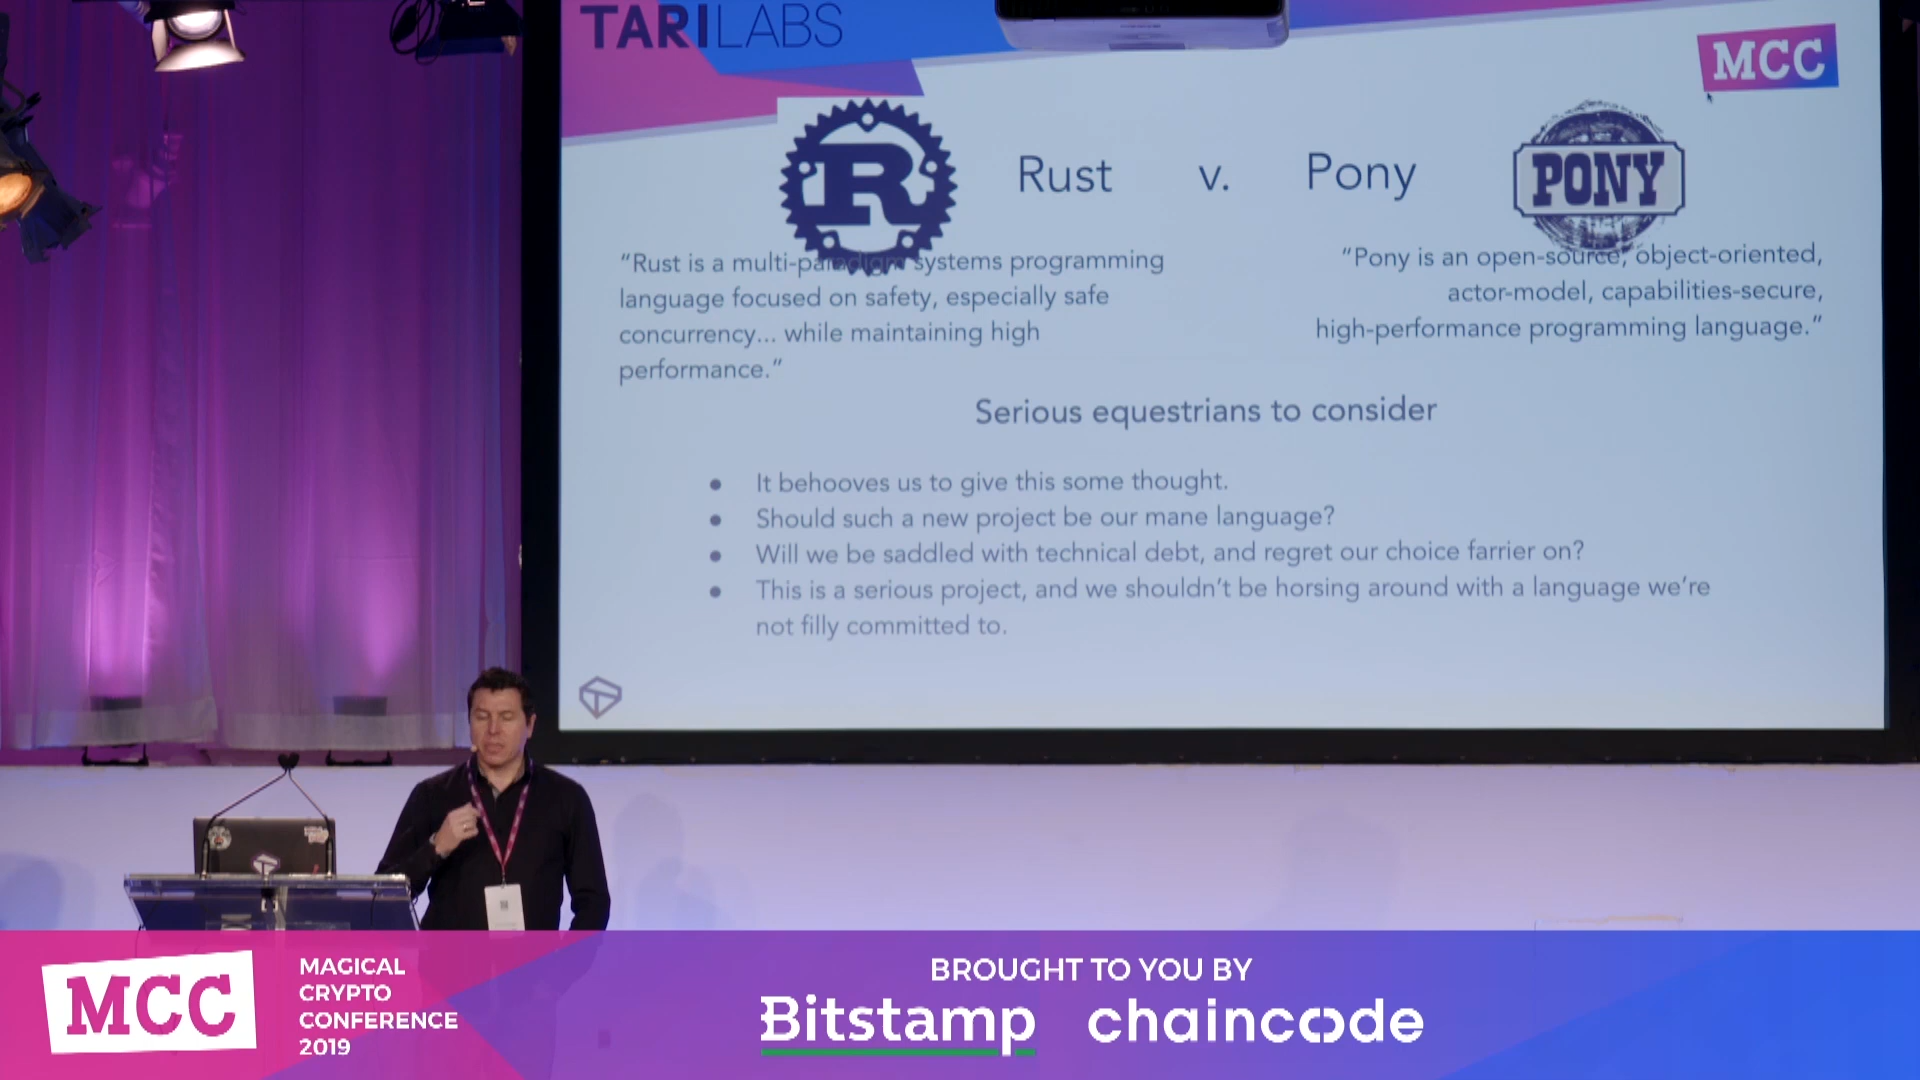 TARILABS
MCC
R
Rust v. Pony
PONY
“Rust is a multi-paradigm systems programming
language focused on safety, especially safe
concurrency... while maintaining high
performance.”
“Pony is an open-source, object-oriented,
actor-model, capabilities-secure,
high-performance programming language.”
Serious equestrians to consider
● It behooves us to give this some thought.
● Should such a new project be our mane language?
● Will we be saddled with technical debt, and regret our choice farrier on?
● This is a serious project, and we shouldn’t be horsing around with a language we’re
not filly committed to.
MCC
MAGICAL
CRYPTO
CONFERENCE
2019
BROUGHT TO YOU BY
Bitstamp chaincode